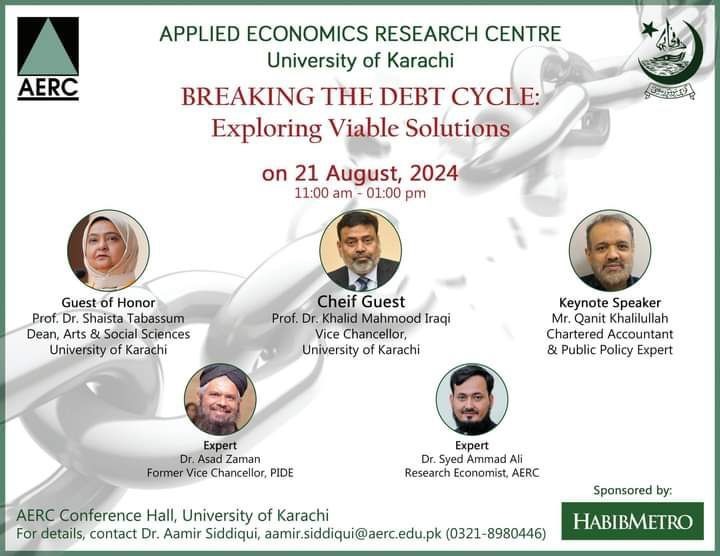 AERC
APPLIED ECONOMICS RESEARCH CENTRE
University of Karachi
BREAKING THE DEBT CYCLE:
Exploring Viable Solutions
on 21 August, 2024
11:00 am - 01:00 pm
Guest of Honor
Prof. Dr. Shaista Tabassum
Dean, Arts & Social Sciences
University of Karachi
Cheif Guest
Prof. Dr. Khalid Mahmood Iraqi
Vice Chancellor,
University of Karachi
Keynote Speaker
Mr. Qanit Khalilullah
Chartered Accountant
& Public Policy Expert
Expert
Dr. Asad Zaman
Former Vice Chancellor, PIDE
Expert
Dr. Syed Ammad Ali
Research Economist, AERC
Sponsored by:
HABIBMETRO
AERC Conference Hall, University of Karachi
For details, contact Dr. Aamir Siddiqui, aamir.siddiqui@aerc.edu.pk (0321-8980446)